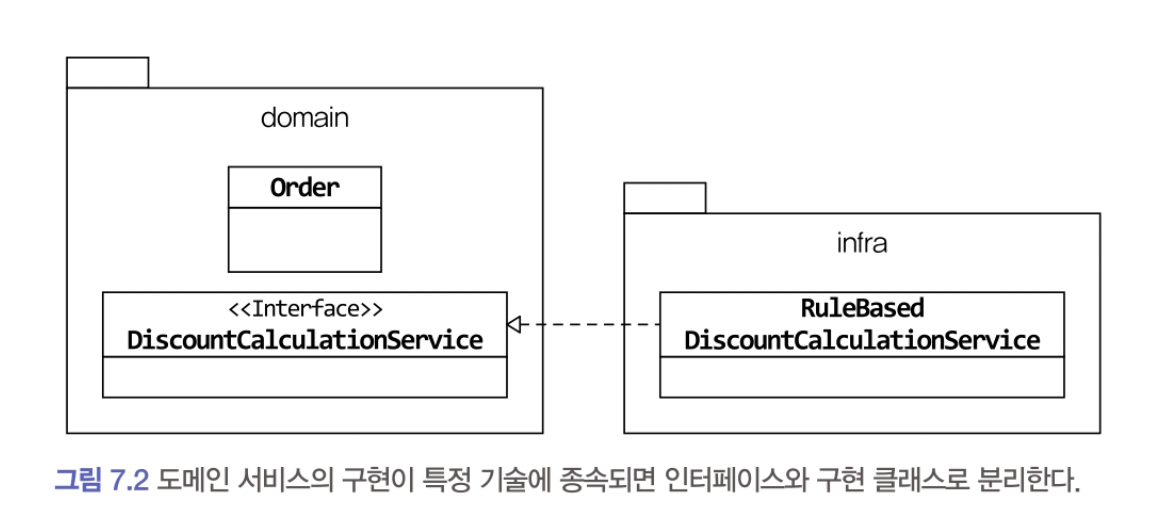 domain
Order
<<Interface>>
DiscountCalculationService
infra
RuleBased
DiscountCalculationService
그림 7.2 도메인 서비스의 구현이 특정 기술에 종속되면 인터페이스와 구현 클래스로 분리한다.